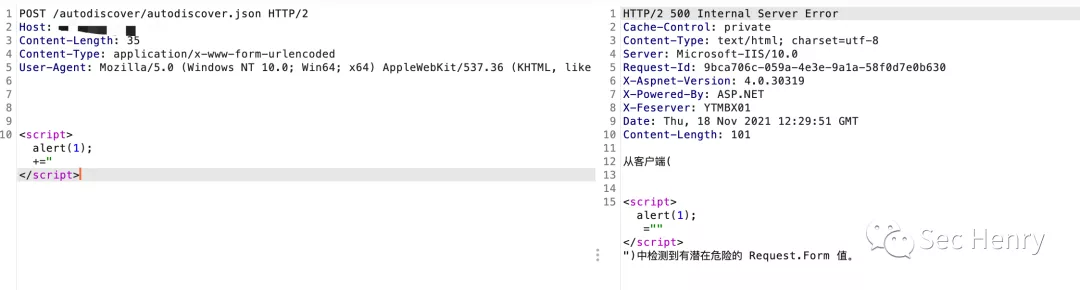 1 POST /autodiscover/autodiscover.json HTTP/2
2 Host:
3 Content-Length: 35
4 Content-Type: application/x-www-form-urlencoded
5 User-Agent: Mozilla/5.0 (Windows NT 10.0; Win64; x64) AppleWebKit/537.36 (KHTML, like
6
7
8
9
10 <script>
alert(1);
+="
</script>
1 HTTP/2 500 Internal Server Error
2 Cache-Control: private
3 Content-Type: text/html; charset=utf-8
4 Server: Microsoft-IIS/10.0
5 Request-Id: 9bca706c-059a-4e3e-9a1a-58f0d7e0b630
6 X-Aspnet-Version: 4.0.30319
7 X-Powered-By: ASP.NET
8 X-Feserver: YTMBX01
9 Date: Thu, 18 Nov 2021 12:29:51 GMT
10 Content-Length: 101
11
12 从客户端(
13
14
15 <script>
alert(1);
=""
</script>
")中检测到有潜在危险的 Request.Form 值。
Sec Henry